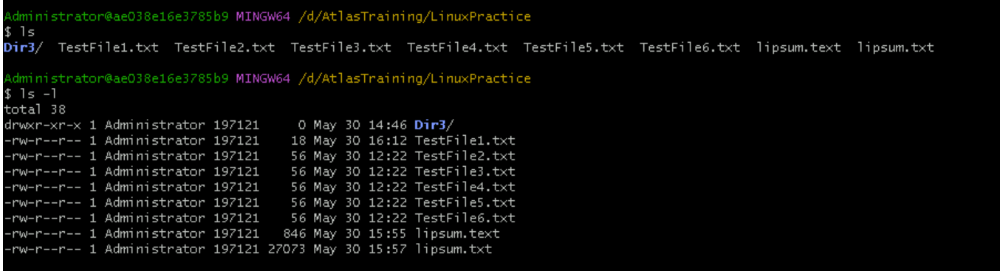 Administrator@ae038e16e3785b9 MINGW64 /d/AtlasTraining/LinuxPractice
$ ls
Dir3/  TestFile1.txt  TestFile2.txt  TestFile3.txt  TestFile4.txt  TestFile5.txt  TestFile6.txt  lipsum.text  lipsum.txt
Administrator@ae038e16e3785b9 MINGW64 /d/AtlasTraining/LinuxPractice
$ ls -l
total 38
drwxr-xr-x 1 Administrator 197121     0 May 30 14:46 Dir3/
-rw-r--r-- 1 Administrator 197121    18 May 30 16:12 TestFile1.txt
-rw-r--r-- 1 Administrator 197121    56 May 30 12:22 TestFile2.txt
-rw-r--r-- 1 Administrator 197121    56 May 30 12:22 TestFile3.txt
-rw-r--r-- 1 Administrator 197121    56 May 30 12:22 TestFile4.txt
-rw-r--r-- 1 Administrator 197121    56 May 30 12:22 TestFile5.txt
-rw-r--r-- 1 Administrator 197121    56 May 30 12:22 TestFile6.txt
-rw-r--r-- 1 Administrator 197121   846 May 30 15:55 lipsum.text
-rw-r--r-- 1 Administrator 197121 27073 May 30 15:57 lipsum.txt